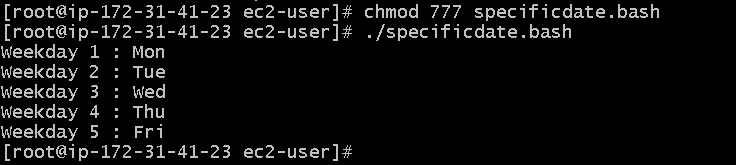 [root@ip-172-31-41-23 ec2-user]# chmod 777 specificdate.bash
[root@ip-172-31-41-23 ec2-user]# ./specificdate.bash
Weekday 1 : Mon
Weekday 2 : Tue
Weekday 3 : Wed
Weekday 4 : Thu
Weekday 5 : Fri
[root@ip-172-31-41-23 ec2-user]#